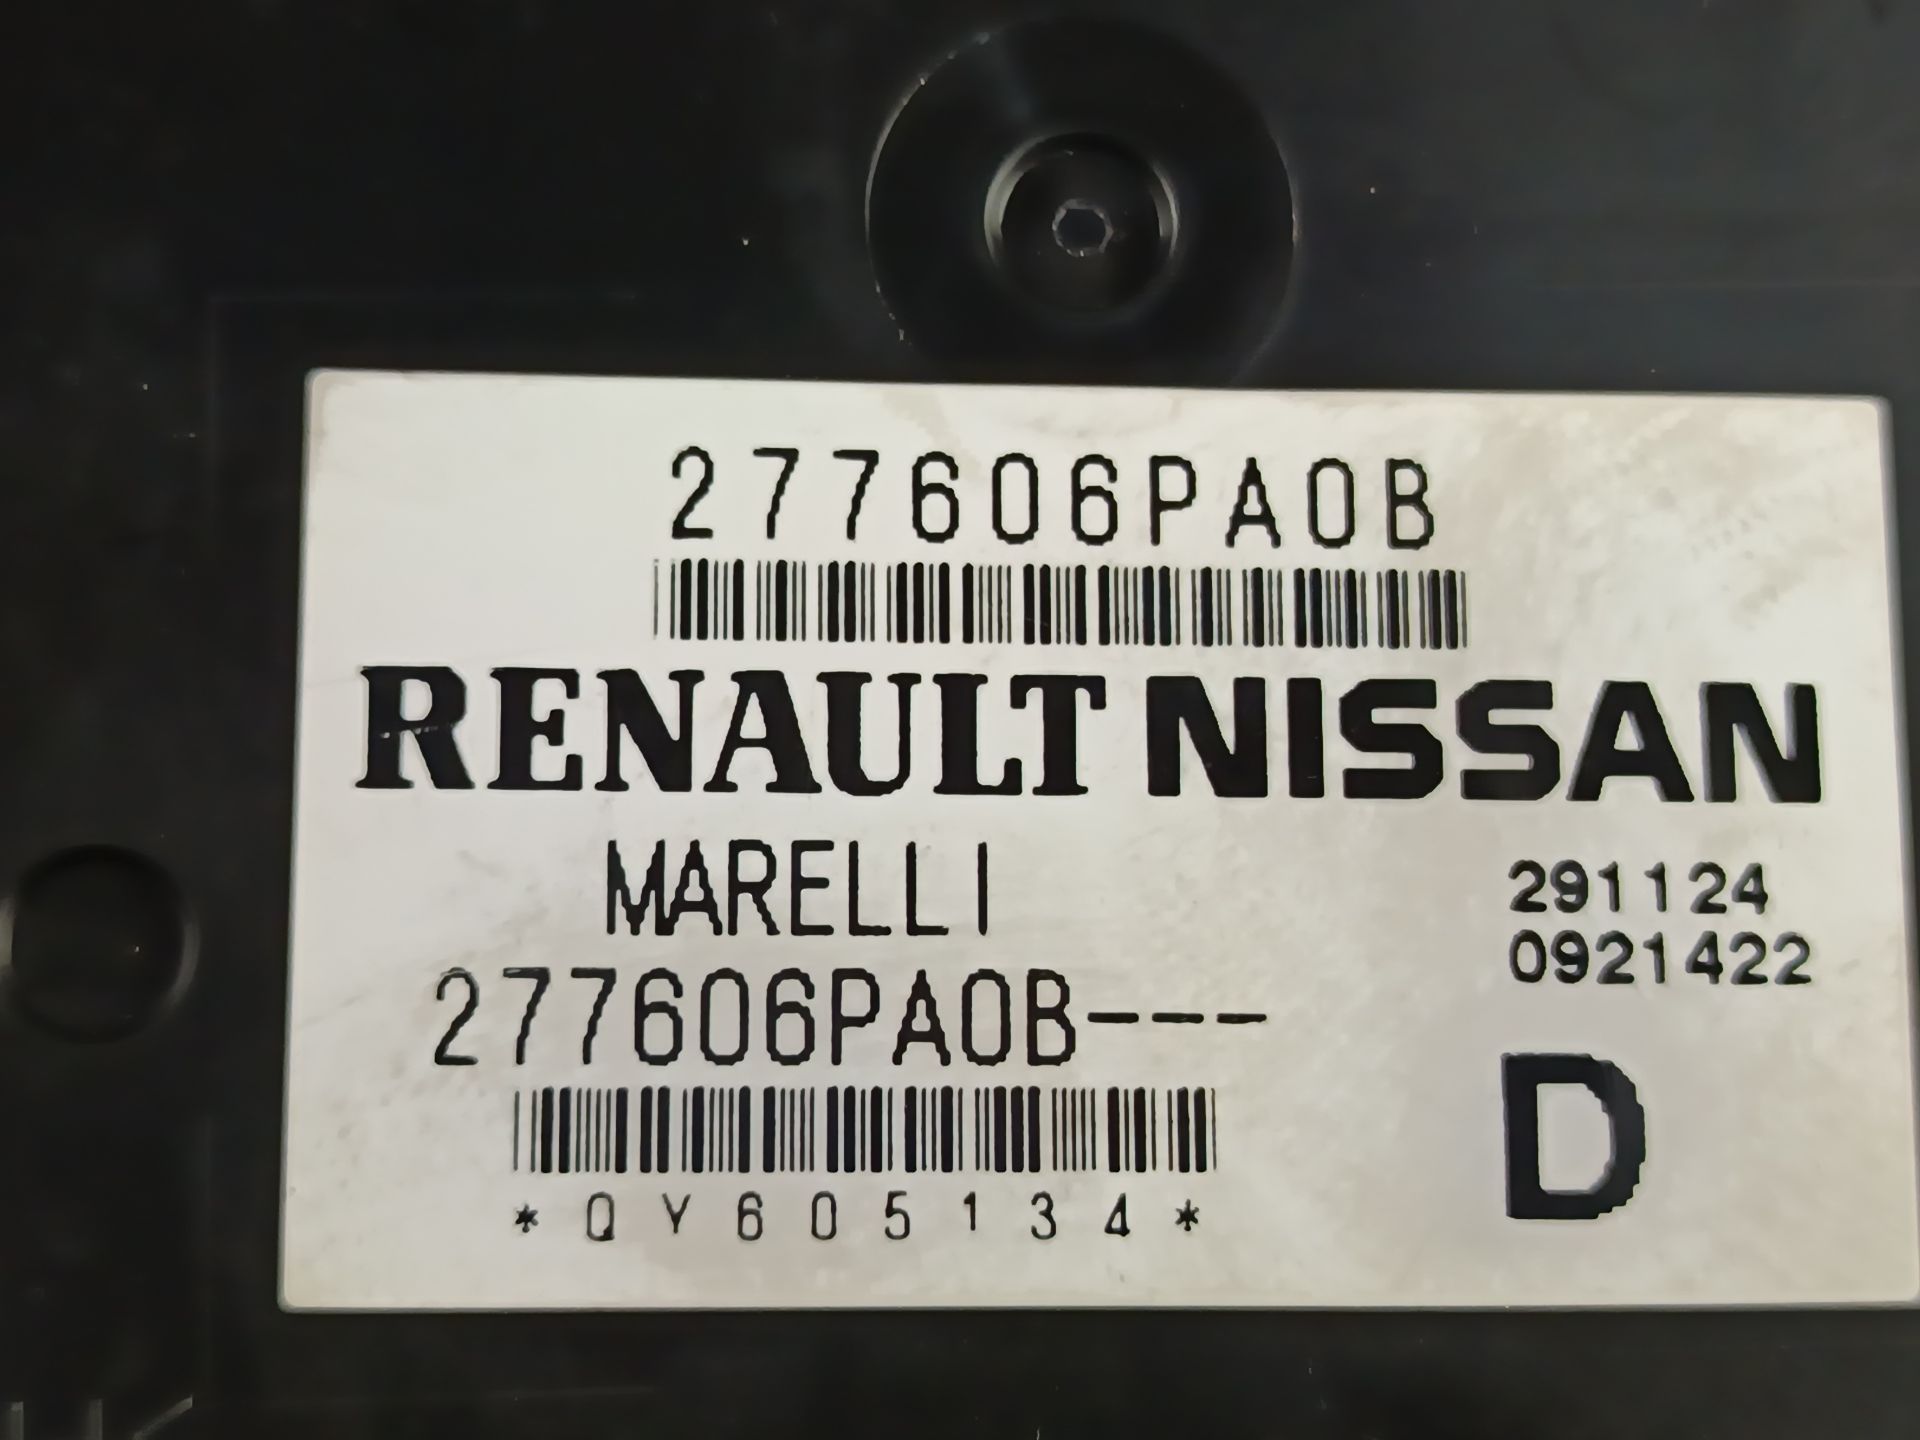 277606PA0B
RENAULT NISSAN
MARELLI
291124
0921422
277606PA0B---
D
*QY605134*